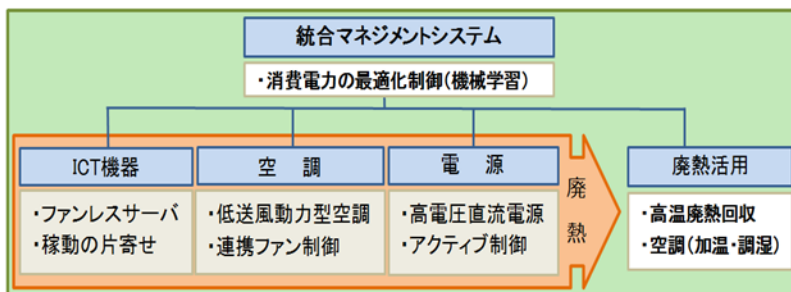 統合マネジメントシステム
・消費電力の最適化制御(機械学習)
ICT機器
・ファンレスサーバ
・稼動の片寄せ
空 調
・低送風動力型空調
・連携ファン制御
電 源
・高電圧直流電源
・アクティブ制御
廃熱
廃熱活用
・高温廃熱回収
・空調(加温・調湿)